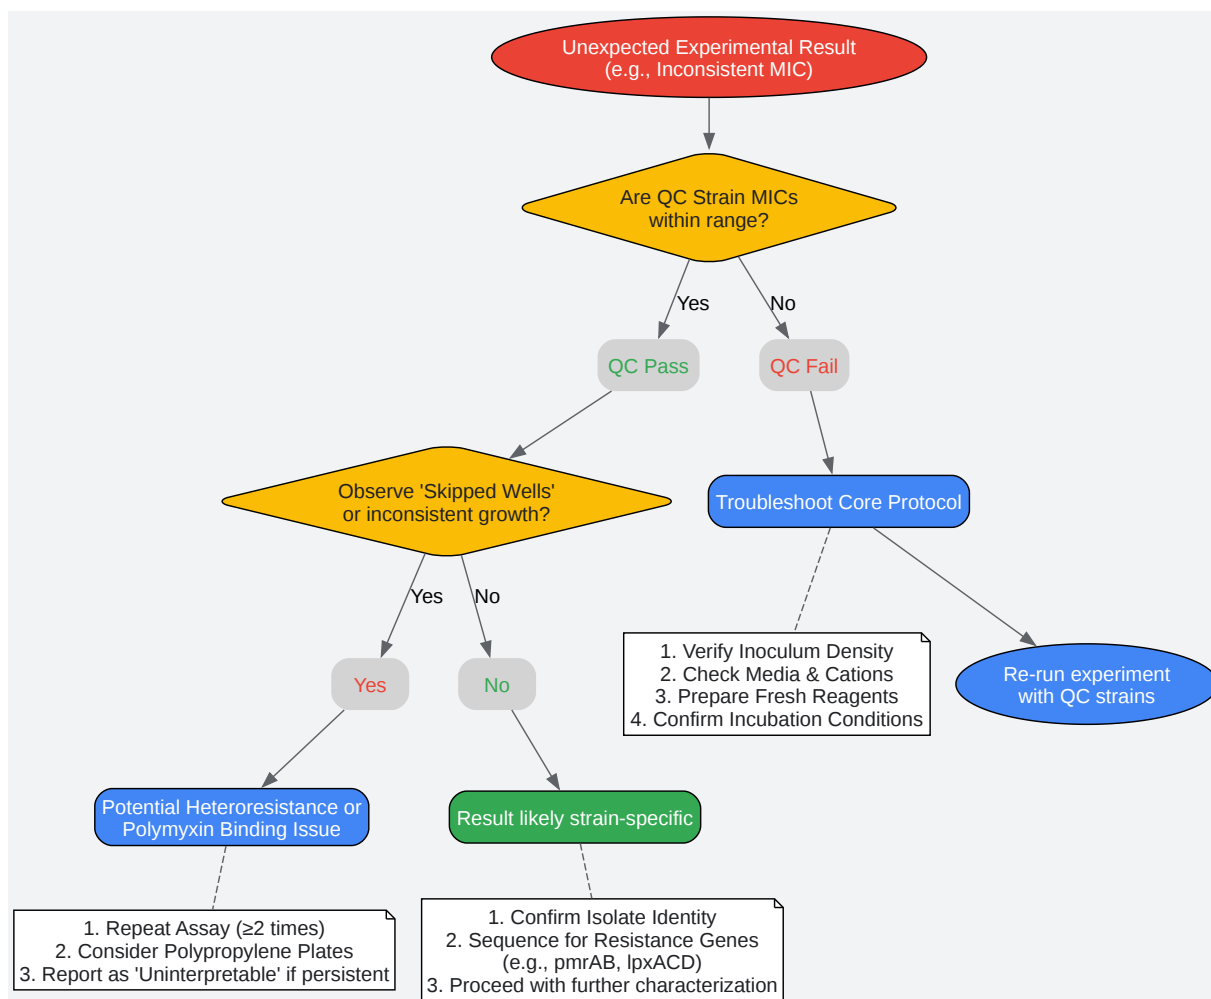 Unexpected Experimental Result
(e.g., Inconsistent MIC)
Are QC Strain MICs
within range?
Yes
No
QC Pass
QC Fail
Observe 'Skipped Wells'
or inconsistent growth?
Troubleshoot Core Protocol
Yes
No
1. Verify Inoculum Density
2. Check Media & Cations
3. Prepare Fresh Reagents
4. Confirm Incubation Conditions
Re-run experiment
with QC strains
Yes
No
Potential Heteroresistance or
Polymyxin Binding Issue
Result likely strain-specific
1. Repeat Assay (≥2 times)
2. Consider Polypropylene Plates
3. Report as 'Uninterpretable' if persistent
1. Confirm Isolate Identity
2. Sequence for Resistance Genes
(e.g., pmrAB, lpxACD)
3. Proceed with further characterization